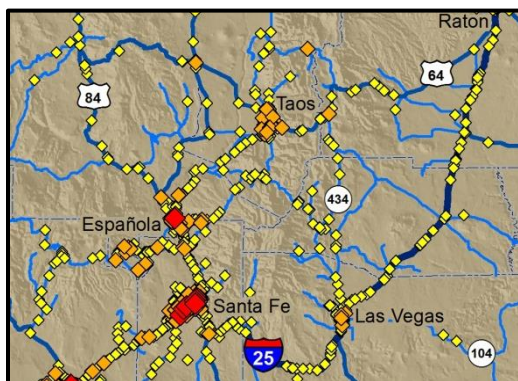 Raton
64
84
Taos
434
Española
Santa Fe
Las Vegas
25
104